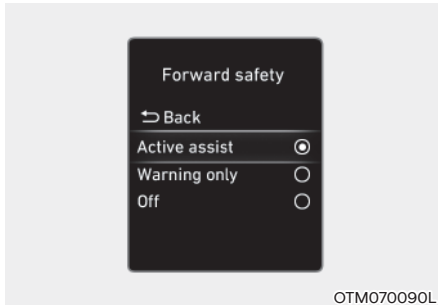 Forward safety
Back
Active assist
Warning only
Off
OTM070090L